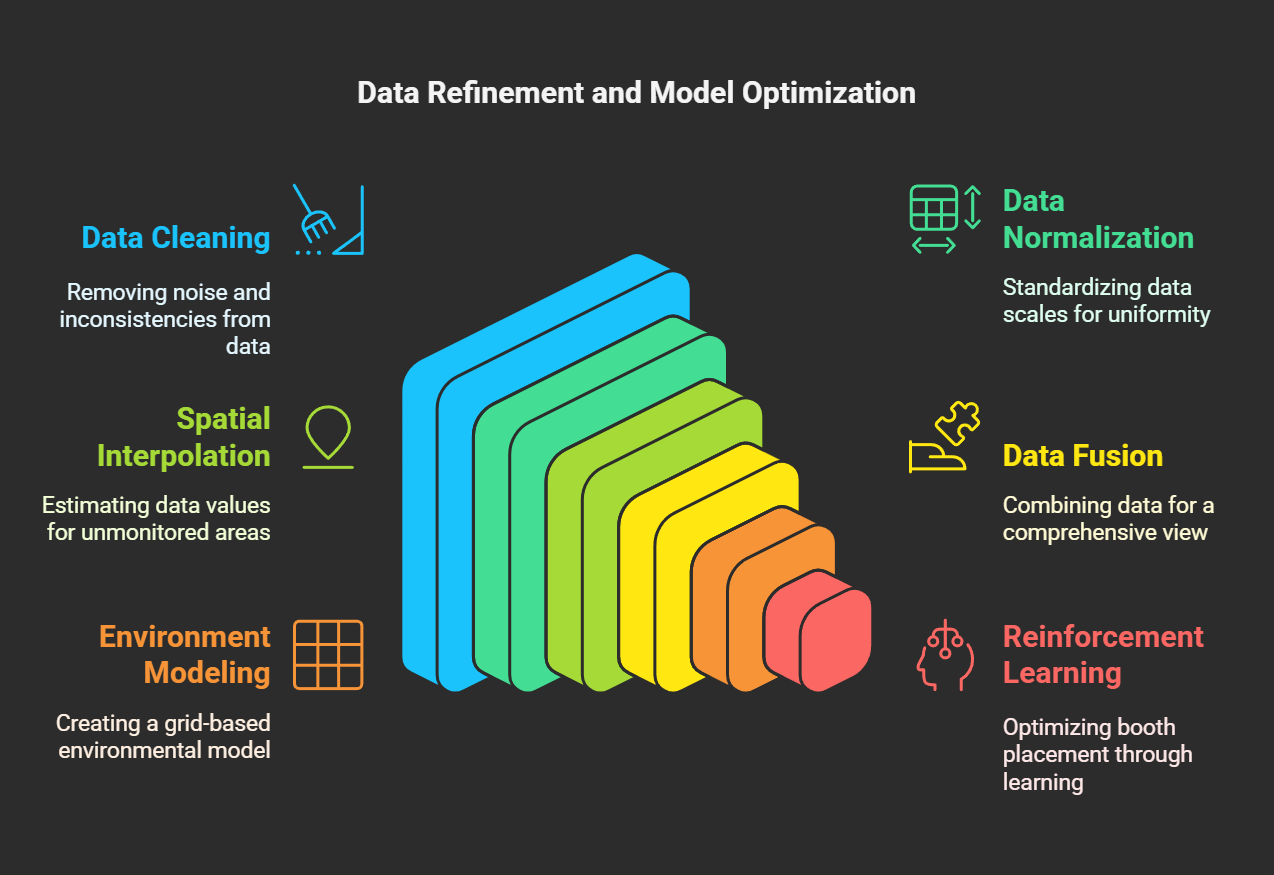 Data Refinement and Model Optimization
Data Cleaning
Removing noise and
inconsistencies from
data
Data
Normalization
Standardizing data
scales for uniformity
Spatial
Interpolation
Estimating data values
for unmonitored areas
Data Fusion
Combining data for a
comprehensive view
Environment
Modeling
Creating a grid-based
environmental model
Reinforcement
Learning
Optimizing booth
placement through
learning